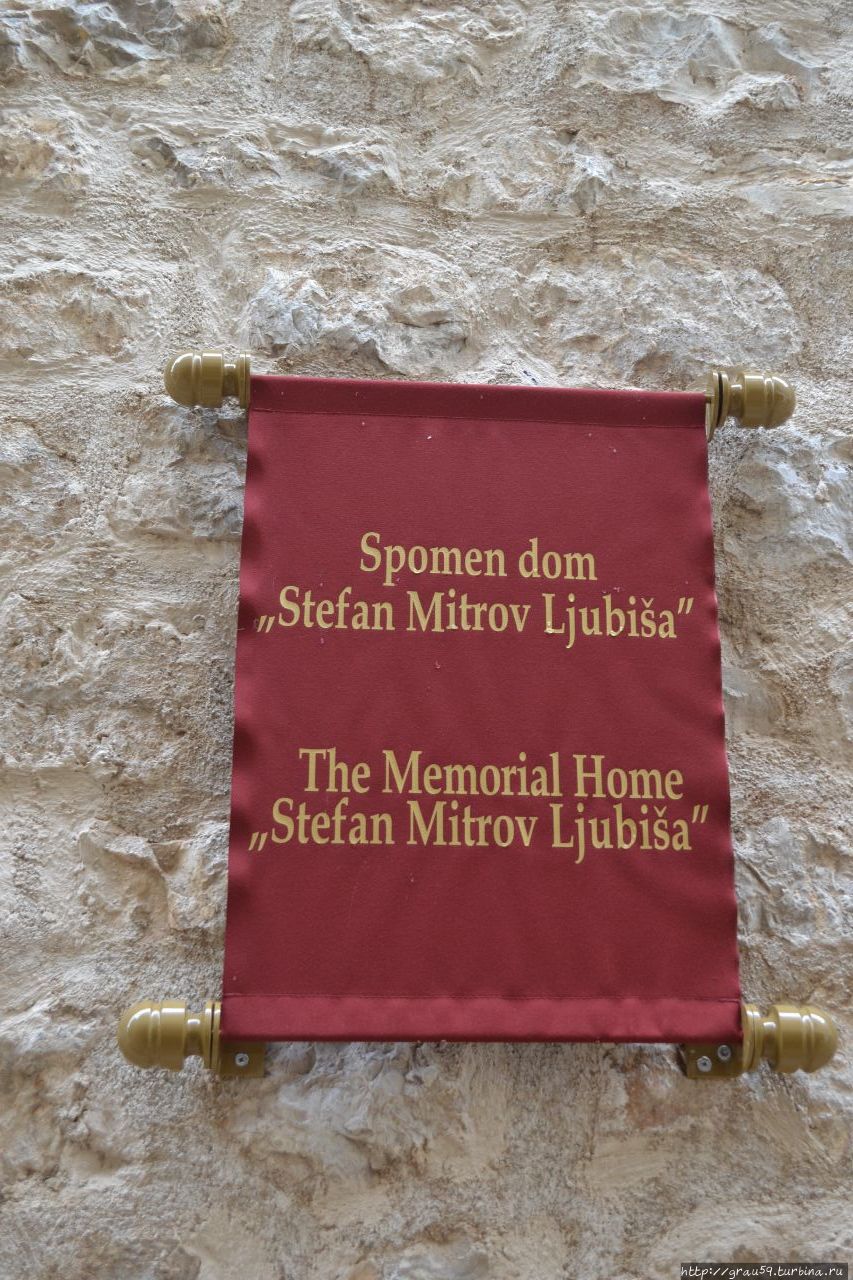 Spomen dom
„Stefan Mitrov Ljubiša”
The Memorial Home
„Stefan Mitrov Ljubiša”
http://grau59.turbina.ru